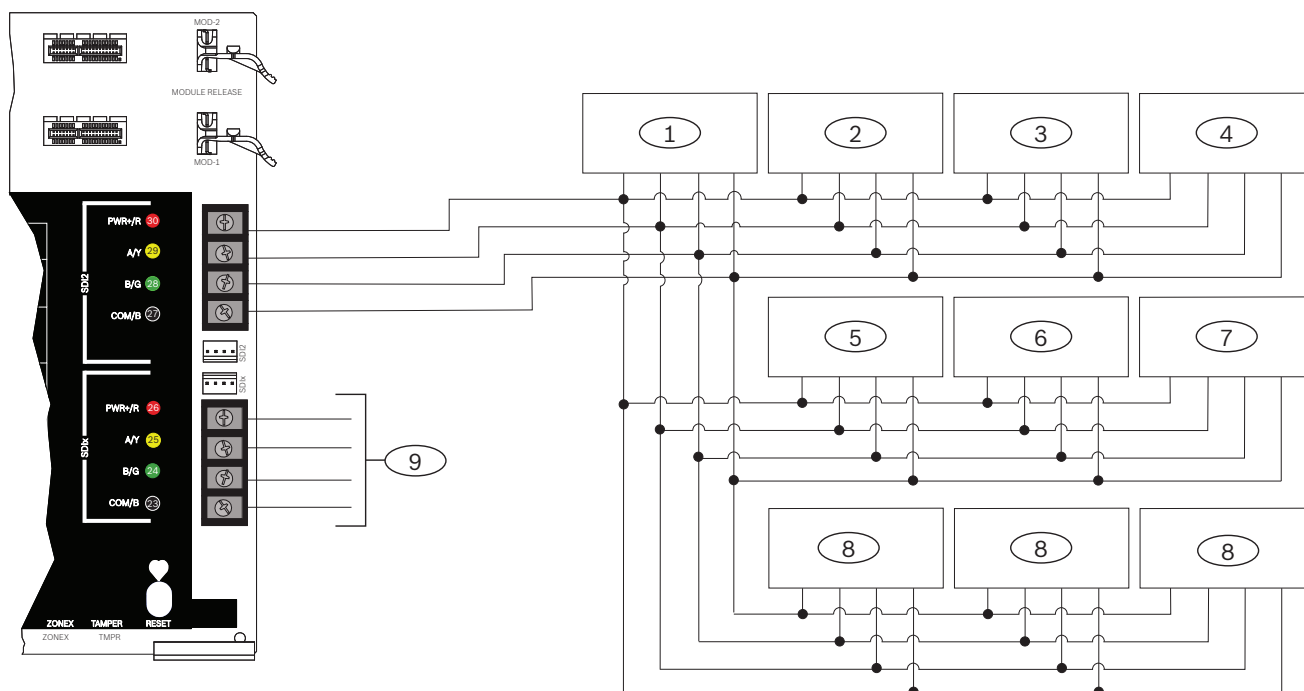 MOD-2
MODULE RELEASE
MOD-1
1 2 3 4
PWR+/R 30
A/Y 29
B/G 28
COM/B 27
SDI2
SDI2
5 6 7
SDIx
PWR+/R 26
A/Y 25
B/G 24
COM/B 23
SDIx
9
8 8 8
ZONEX TAMPER RESET
ZONEX TMPR